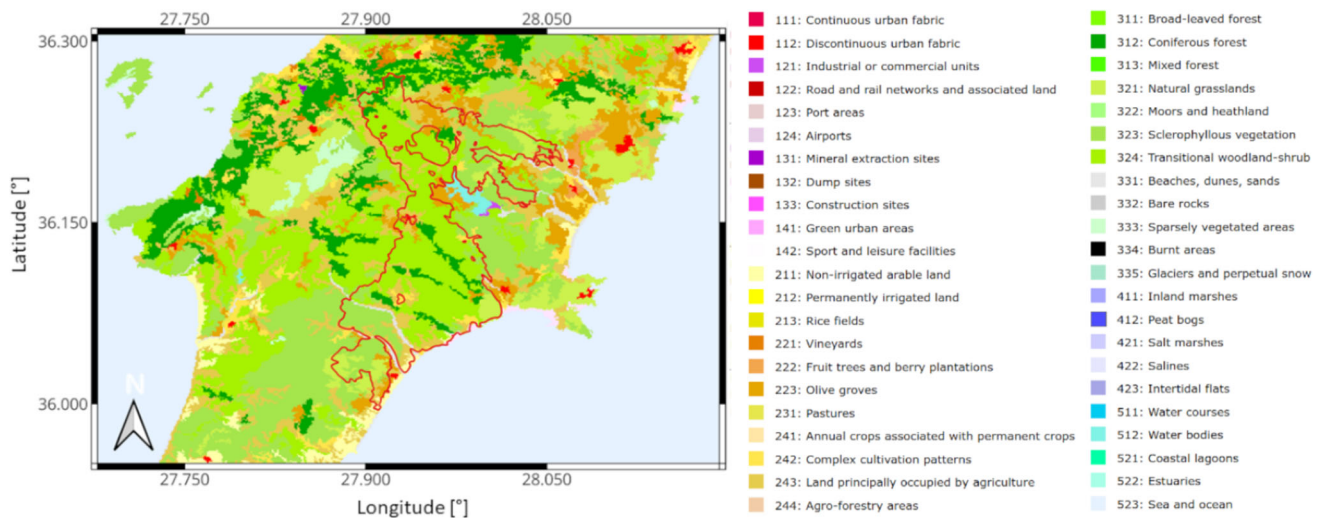 27.750 27.900 28.050
36.300
36.150
36.000
Latitude [°]
N
27.750 27.900 28.050
Longitude [°]
111: Continuous urban fabric
112: Discontinuous urban fabric
121: Industrial or commercial units
122: Road and rail networks and associated land
123: Port areas
124: Airports
131: Mineral extraction sites
132: Dump sites
133: Construction sites
141: Green urban areas
142: Sport and leisure facilities
211: Non-irrigated arable land
212: Permanently irrigated land
213: Rice fields
221: Vineyards
222: Fruit trees and berry plantations
223: Olive groves
231: Pastures
241: Annual crops associated with permanent crops
242: Complex cultivation patterns
243: Land principally occupied by agriculture
244: Agro-forestry areas
311: Broad-leaved forest
312: Coniferous forest
313: Mixed forest
321: Natural grasslands
322: Moors and heathland
323: Sclerophyllous vegetation
324: Transitional woodland-shrub
331: Beaches, dunes, sands
332: Bare rocks
333: Sparsely vegetated areas
334: Burnt areas
335: Glaciers and perpetual snow
411: Inland marshes
412: Peat bogs
421: Salt marshes
422: Salines
423: Intertidal flats
511: Water courses
512: Water bodies
521: Coastal lagoons
522: Estuaries
523: Sea and ocean